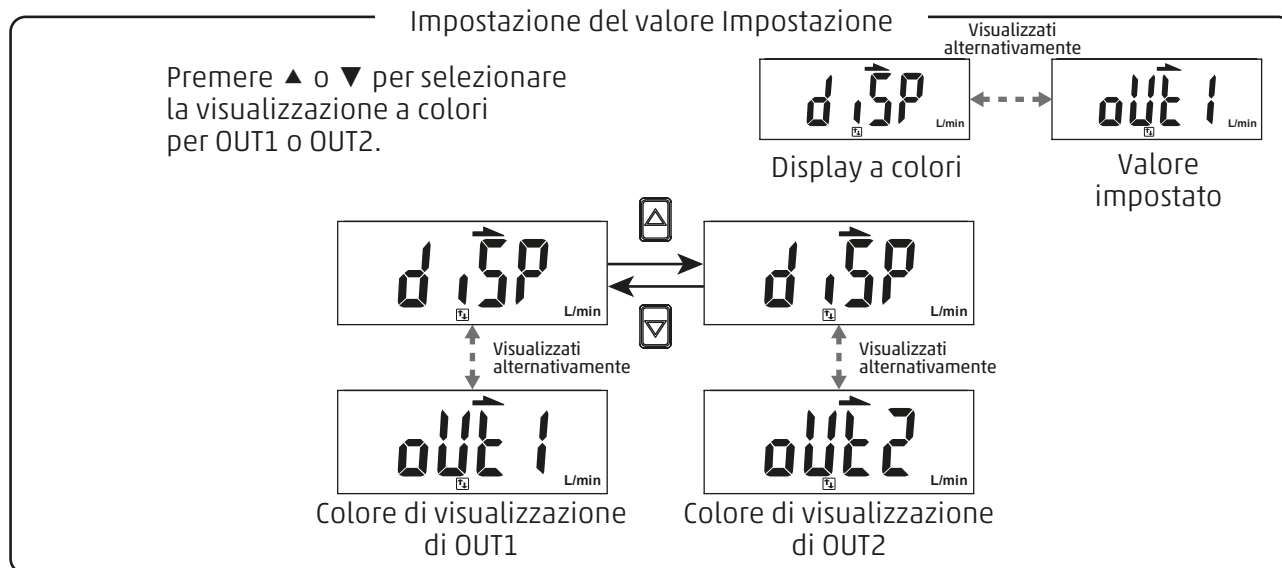 Impostazione del valore Impostazione
Premere ▲ o ▼ per selezionare
la visualizzazione a colori
per OUT1 o OUT2.
Visualizzati
alternativamente
diSP
L/min
oUt1
L/min
Display a colori
Valore
impostato
diSP
L/min
diSP
L/min
Visualizzati
alternativamente
Visualizzati
alternativamente
oUt1
L/min
oUt2
L/min
Colore di visualizzazione
di OUT1
Colore di visualizzazione
di OUT2